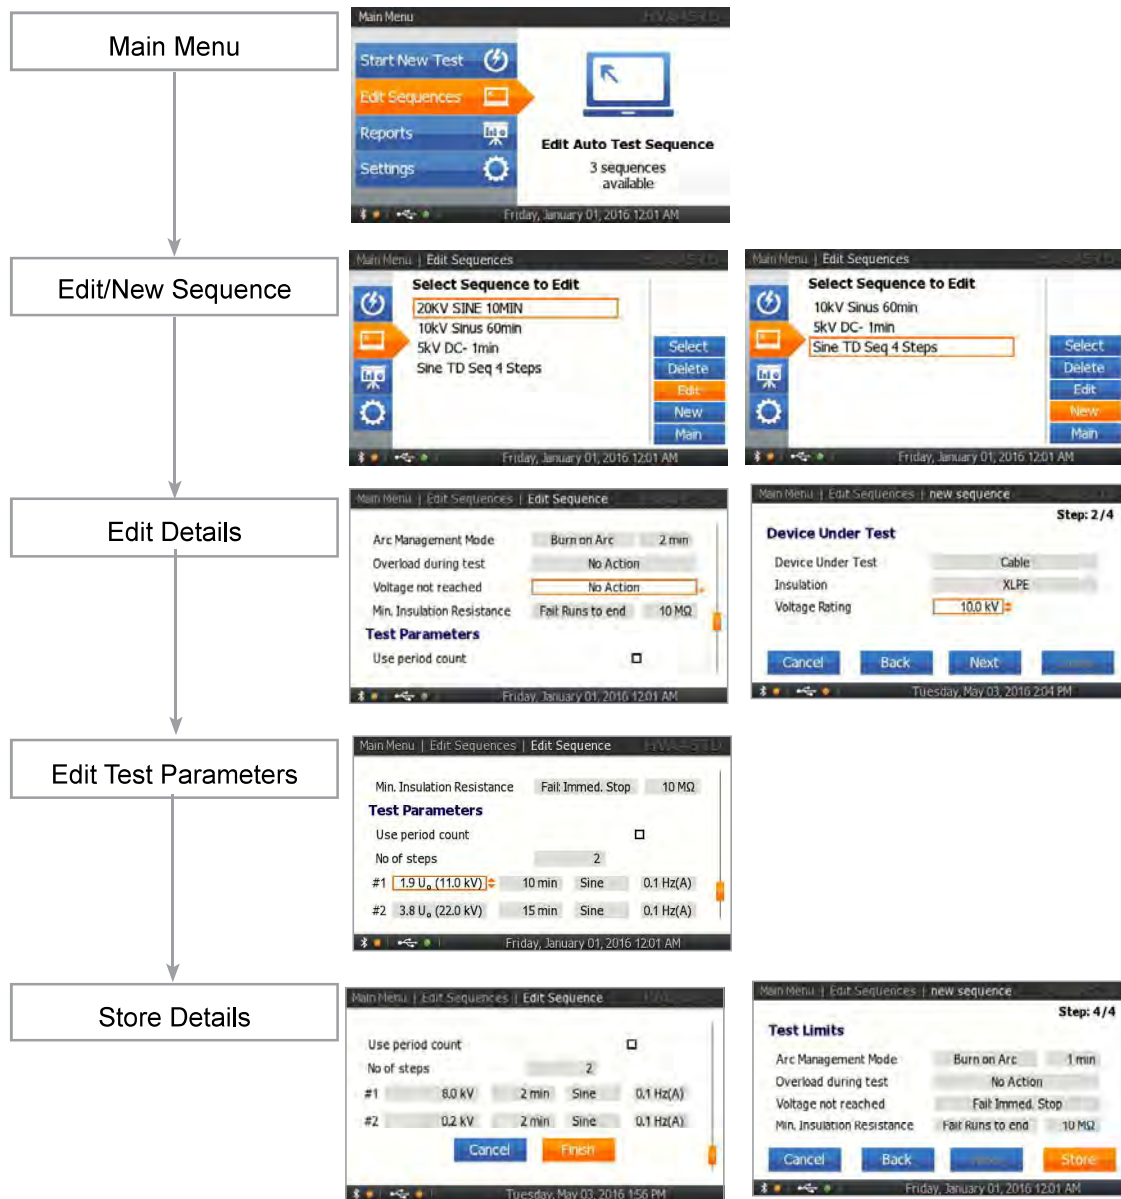 Main Menu
Main Menu
Start New Test
Edit Sequences
Reports
Settings
Edit Auto Test Sequence
3 sequences
available
Friday, January 01, 2016 12:01 AM
Edit/New Sequence
Main Menu | Edit Sequences
Select Sequence to Edit
20KV SINE 10MIN
10kV Sinus 60min
5kV DC- 1min
Sine TD Seq 4 Steps
Select
Delete
Edit
New
Main
Friday, January 01, 2016 12:01 AM
Main Menu | Edit Sequences
Select Sequence to Edit
10kV Sinus 60min
5kV DC- 1min
Sine TD Seq 4 Steps
Select
Delete
Edit
New
Main
Friday, January 01, 2016 12:01 AM
Edit Details
Main Menu | Edit Sequences | Edit Sequence
Arc Management Mode Burn on Arc 2 min
Overload during test No Action
Voltage not reached No Action
Min. Insulation Resistance Fail: Runs to end 10 MΩ
Test Parameters
Use period count
Friday, January 01, 2016 12:01 AM
Main Menu | Edit Sequences | new sequence
Step: 2/4
Device Under Test
Device Under Test Cable
Insulation XLPE
Voltage Rating 10.0 kV
Cancel Back Next
Tuesday, May 03, 2016 2:04 PM
Edit Test Parameters
Main Menu | Edit Sequences | Edit Sequence
Min. Insulation Resistance Fail: Immed. Stop 10 MΩ
Test Parameters
Use period count
No of steps 2
#1 1.9 U₀ (11.0 kV) 10 min Sine 0.1 Hz(A)
#2 3.8 U₀ (22.0 kV) 15 min Sine 0.1 Hz(A)
Friday, January 01, 2016 12:01 AM
Store Details
Main Menu | Edit Sequences | Edit Sequence
Use period count
No of steps 2
#1 8.0 kV 2 min Sine 0.1 Hz(A)
#2 0.2 kV 2 min Sine 0.1 Hz(A)
Cancel Finish
Tuesday, May 03, 2016 1:56 PM
Main Menu | Edit Sequences | new sequence
Step: 4/4
Test Limits
Arc Management Mode Burn on Arc 1 min
Overload during test No Action
Voltage not reached Fail: Immed. Stop
Min. Insulation Resistance Fail: Runs to end 10 MΩ
Cancel Back Store
Friday, January 01, 2016 12:01 AM